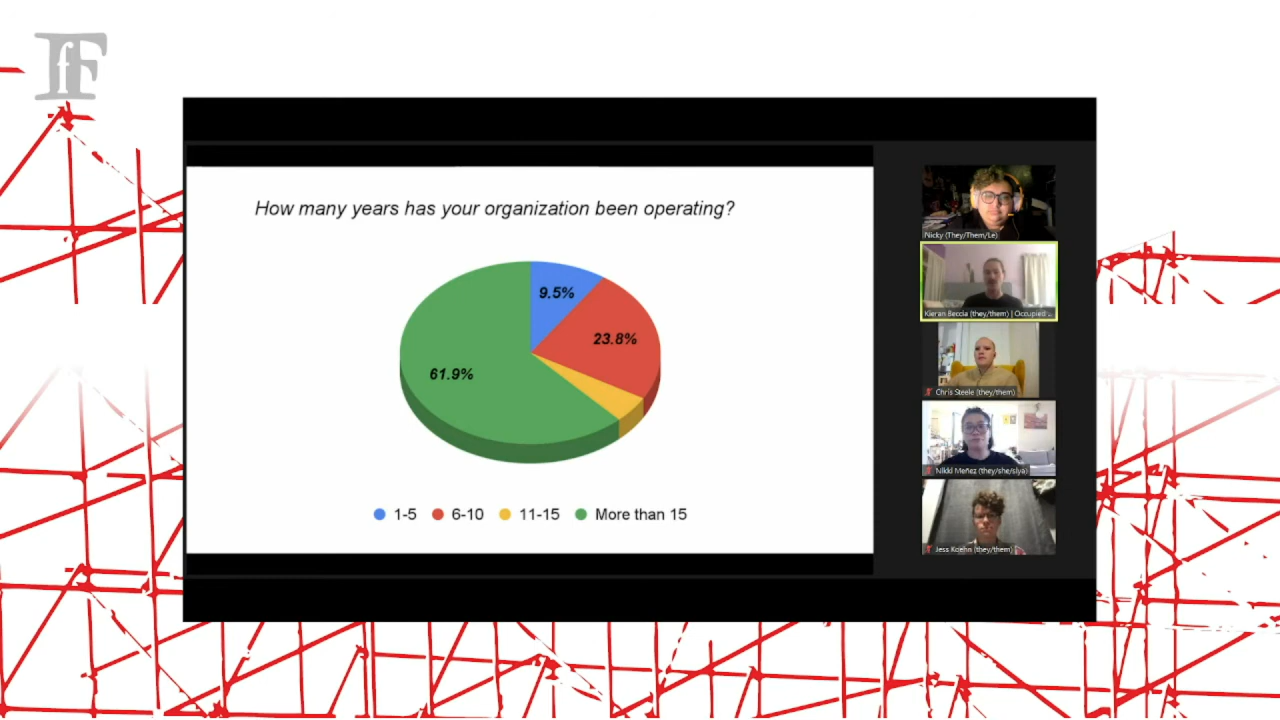 fF
How many years has your organization been operating?
9.5%
23.8%
61.9%
1-5 6-10 11-15 More than 15
Nicky (They/Them/Le)
Kieran Beccia (they/them) | Occupied ...
Chris Steele (they/them)
Nikki Meñez (they/she/siya)
Jess Koehn (they/them)